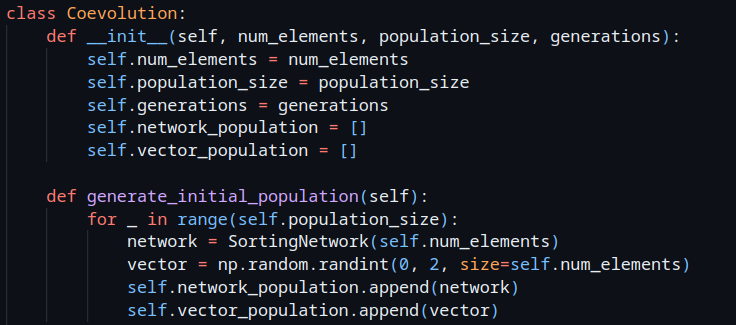 class Coevolution:
    def __init__(self, num_elements, population_size, generations):
        self.num_elements = num_elements
        self.population_size = population_size
        self.generations = generations
        self.network_population = []
        self.vector_population = []

    def generate_initial_population(self):
        for _ in range(self.population_size):
            network = SortingNetwork(self.num_elements)
            vector = np.random.randint(0, 2, size=self.num_elements)
            self.network_population.append(network)
            self.vector_population.append(vector)